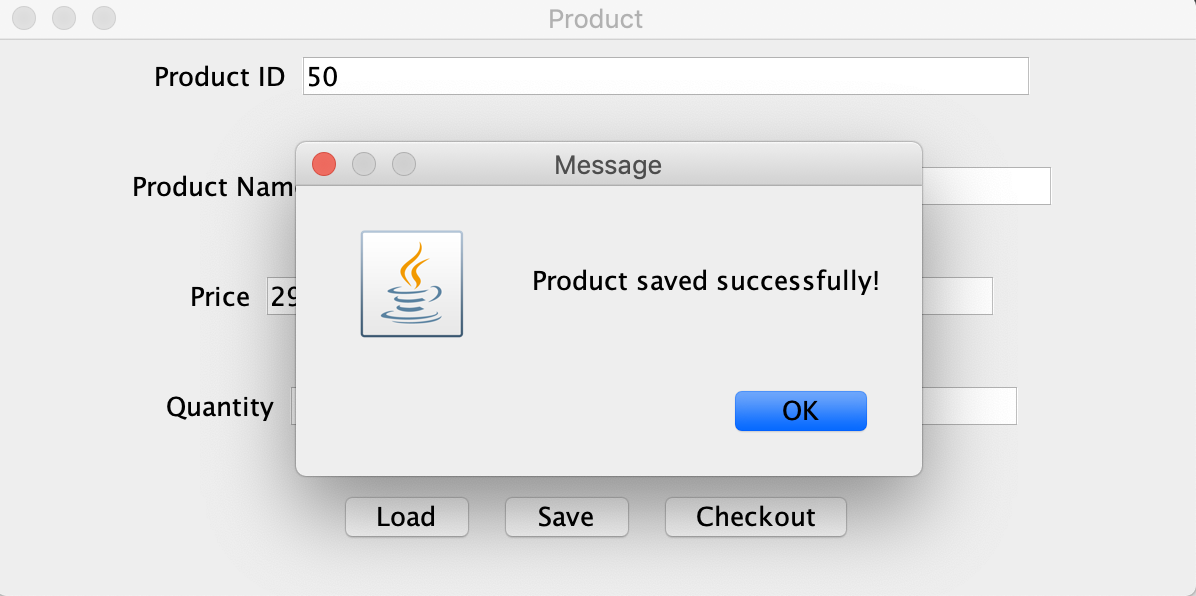 Product
Product ID 50
Message
Product Nam
Product saved successfully!
Price 29
Quantity
OK
Load Save Checkout